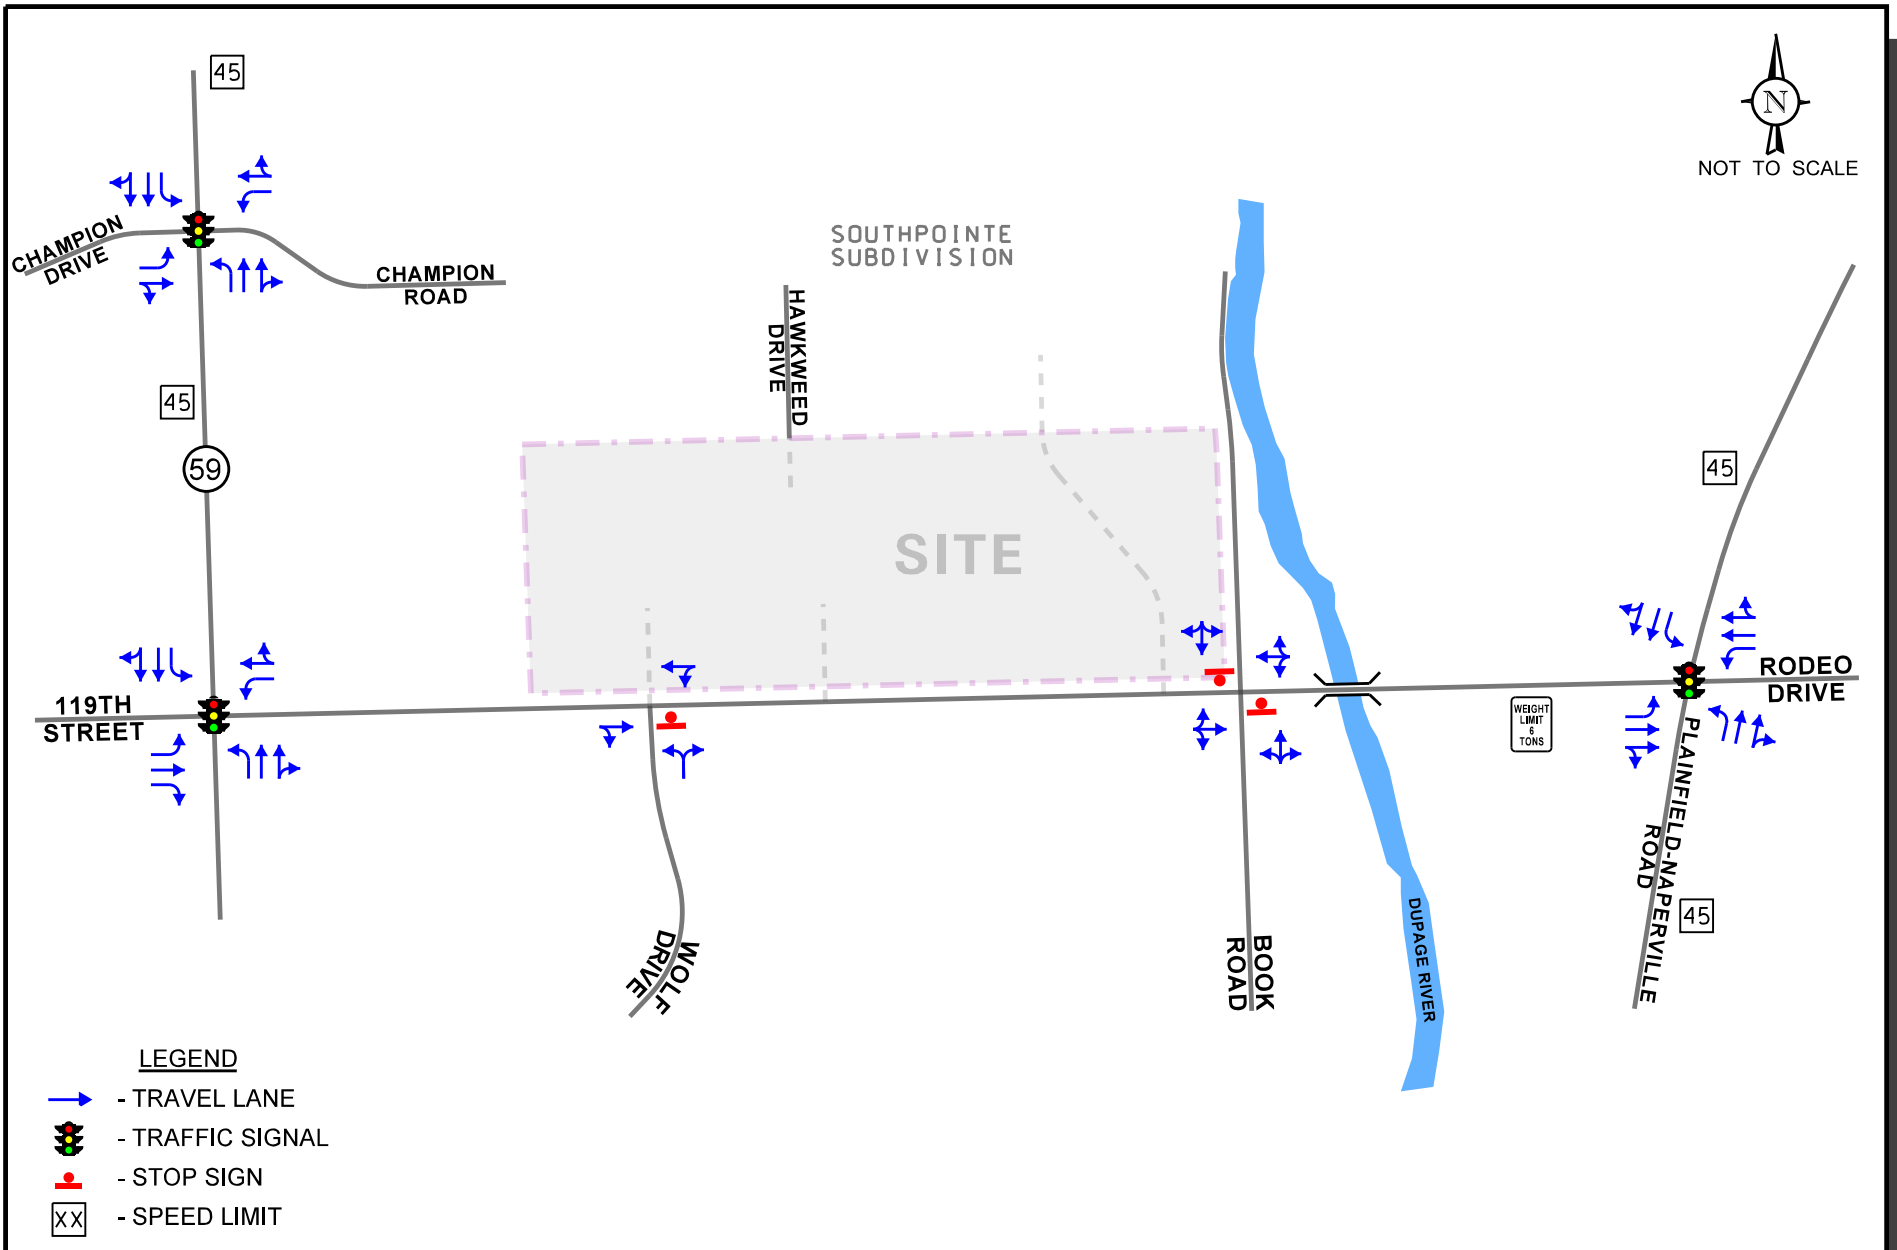 45
N
NOT TO SCALE
CHAMPION
DRIVE
CHAMPION
ROAD
SOUTHPOINTE
SUBDIVISION
HAWKWEED
DRIVE
45
59
45
SITE
119TH
STREET
RODEO
DRIVE
WEIGHT
LIMIT
6
TONS
PLAINFIELD-NAPERVILLE
ROAD
45
WOLF
DRIVE
BOOK
ROAD
DUPAGE RIVER
LEGEND
- TRAVEL LANE
- TRAFFIC SIGNAL
- STOP SIGN
XX - SPEED LIMIT